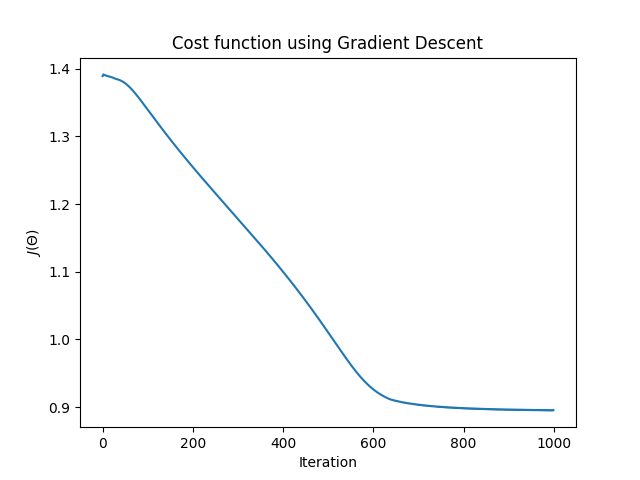 Cost function using Gradient Descent
1.4
1.3
1.2
1.1
1.0
0.9
J(Θ)
0 200 400 600 800 1000
Iteration